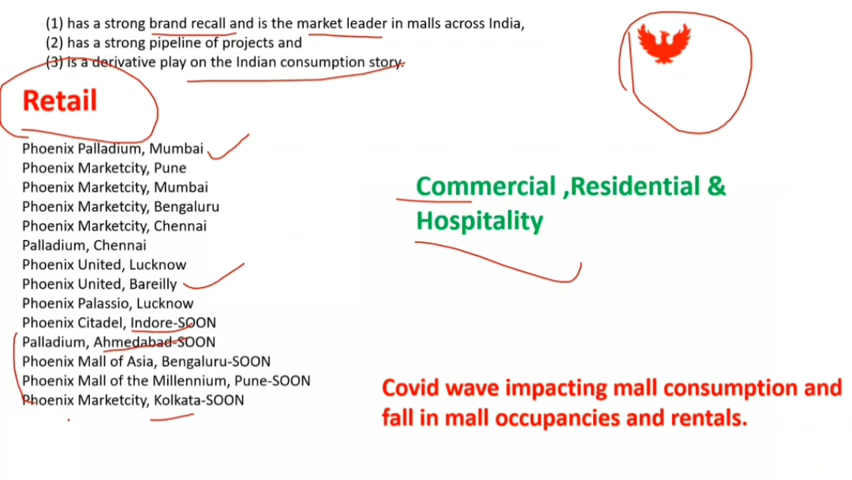 (1) has a strong brand recall and is the market leader in malls across India,
(2) has a strong pipeline of projects and
(3) is a derivative play on the Indian consumption story.
Retail
Phoenix Palladium, Mumbai
Phoenix Marketcity, Pune
Phoenix Marketcity, Mumbai
Phoenix Marketcity, Bengaluru
Phoenix Marketcity, Chennai
Palladium, Chennai
Phoenix United, Lucknow
Phoenix United, Bareilly
Phoenix Palassio, Lucknow
Phoenix Citadel, Indore-SOON
Palladium, Ahmedabad-SOON
Phoenix Mall of Asia, Bengaluru-SOON
Phoenix Mall of the Millennium, Pune-SOON
Phoenix Marketcity, Kolkata-SOON
Commercial ,Residential &
Hospitality
Covid wave impacting mall consumption and
fall in mall occupancies and rentals.